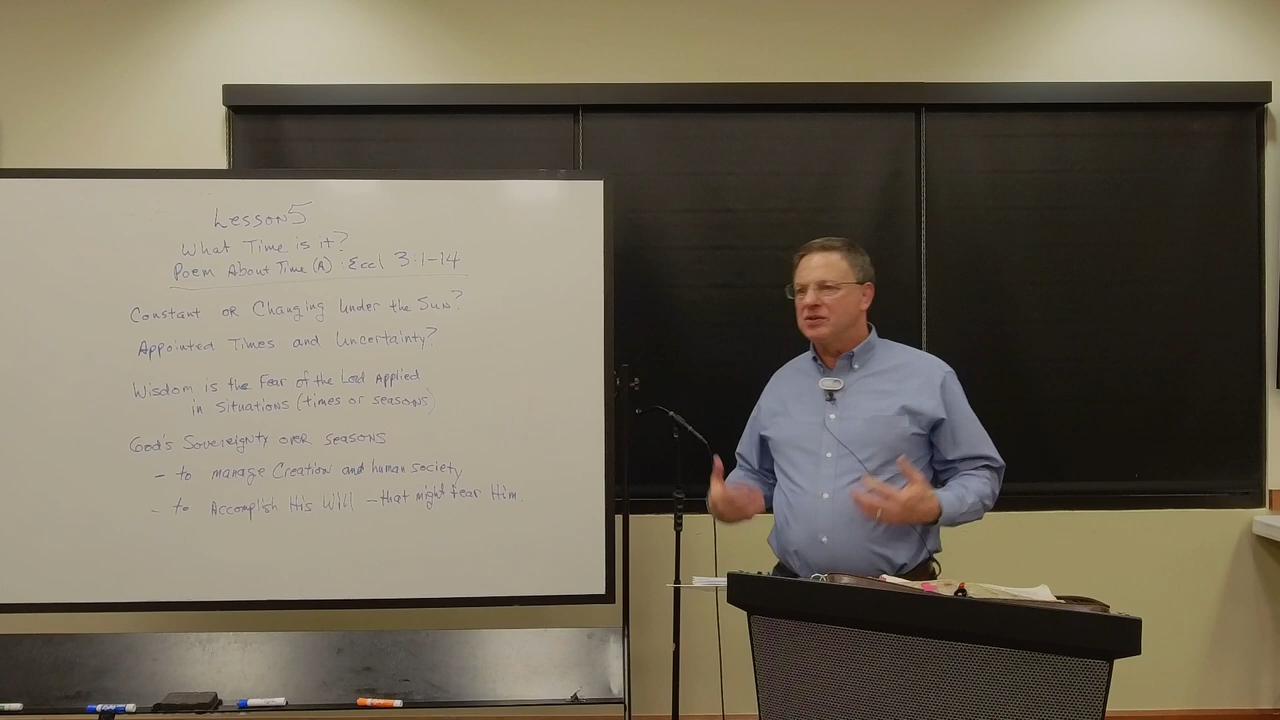 Lesson 5
What Time is it?
Poem About Time (A) : Eccl 3:1-14
Constant or Changing Under the Sun?
Appointed Times and Uncertainty?
Wisdom is the Fear of the Lord Applied
in Situations (times or seasons)
God's Sovereignty over seasons
- to manage Creation and human society
- to Accomplish His Will - that might fear Him.